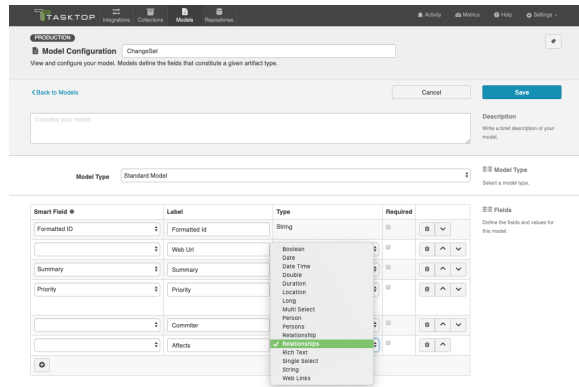 TASKTOP
Integrations Collections Models Repositories
Activity Metrics Help Settings
PRODUCTION
Model Configuration ChangeSet
View and configure your model. Models define the fields that constitute a given artifact type.
Back to Models Cancel Save
Describe your model
Description
Write a brief description of your
model.
Model Type Standard Model
Model Type
Select a model type.
Smart Field Label Type Required
Fields
Define the fields and values for
this model.
Formatted ID Formatted Id String
Web Url
Summary Summary
Priority Priority
Commiter
Affects
Boolean
Date
Date Time
Double
Duration
Location
Long
Multi Select
Person
Persons
Relationship
Relationships
Rich Text
Single Select
String
Web Links